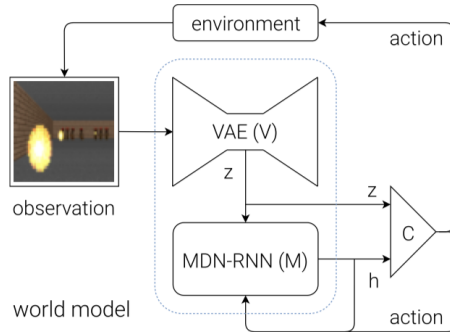 environment
action
VAE (V)
z
z
observation
C
MDN-RNN (M)
h
world model
action